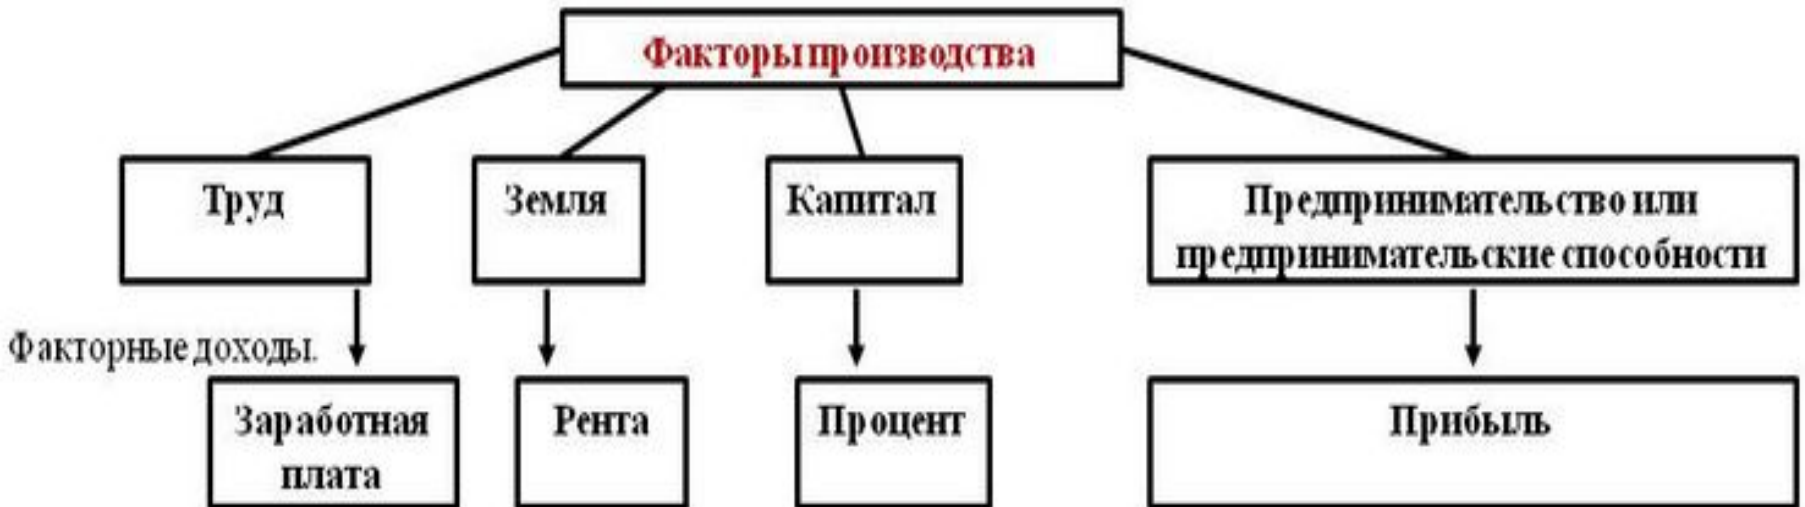 Факторы производства
Труд
Земля
Капитал
Предпринимательство или
предпринимательские способности
Факторные доходы.
Заработная
плата
Рента
Процент
Прибыль